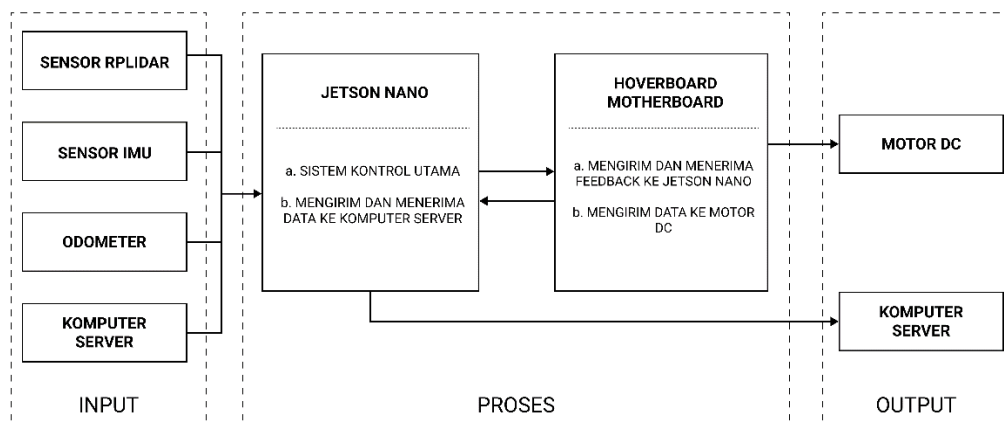 SENSOR RPLIDAR
SENSOR IMU
ODOMETER
KOMPUTER
SERVER
INPUT
JETSON NANO
a. SISTEM KONTROL UTAMA
b. MENGIRIM DAN MENERIMA
DATA KE KOMPUTER SERVER
HOVERBOARD
MOTHERBOARD
a. MENGIRIM DAN MENERIMA
FEEDBACK KE JETSON NANO
b. MENGIRIM DATA KE MOTOR
DC
PROSES
MOTOR DC
KOMPUTER
SERVER
OUTPUT